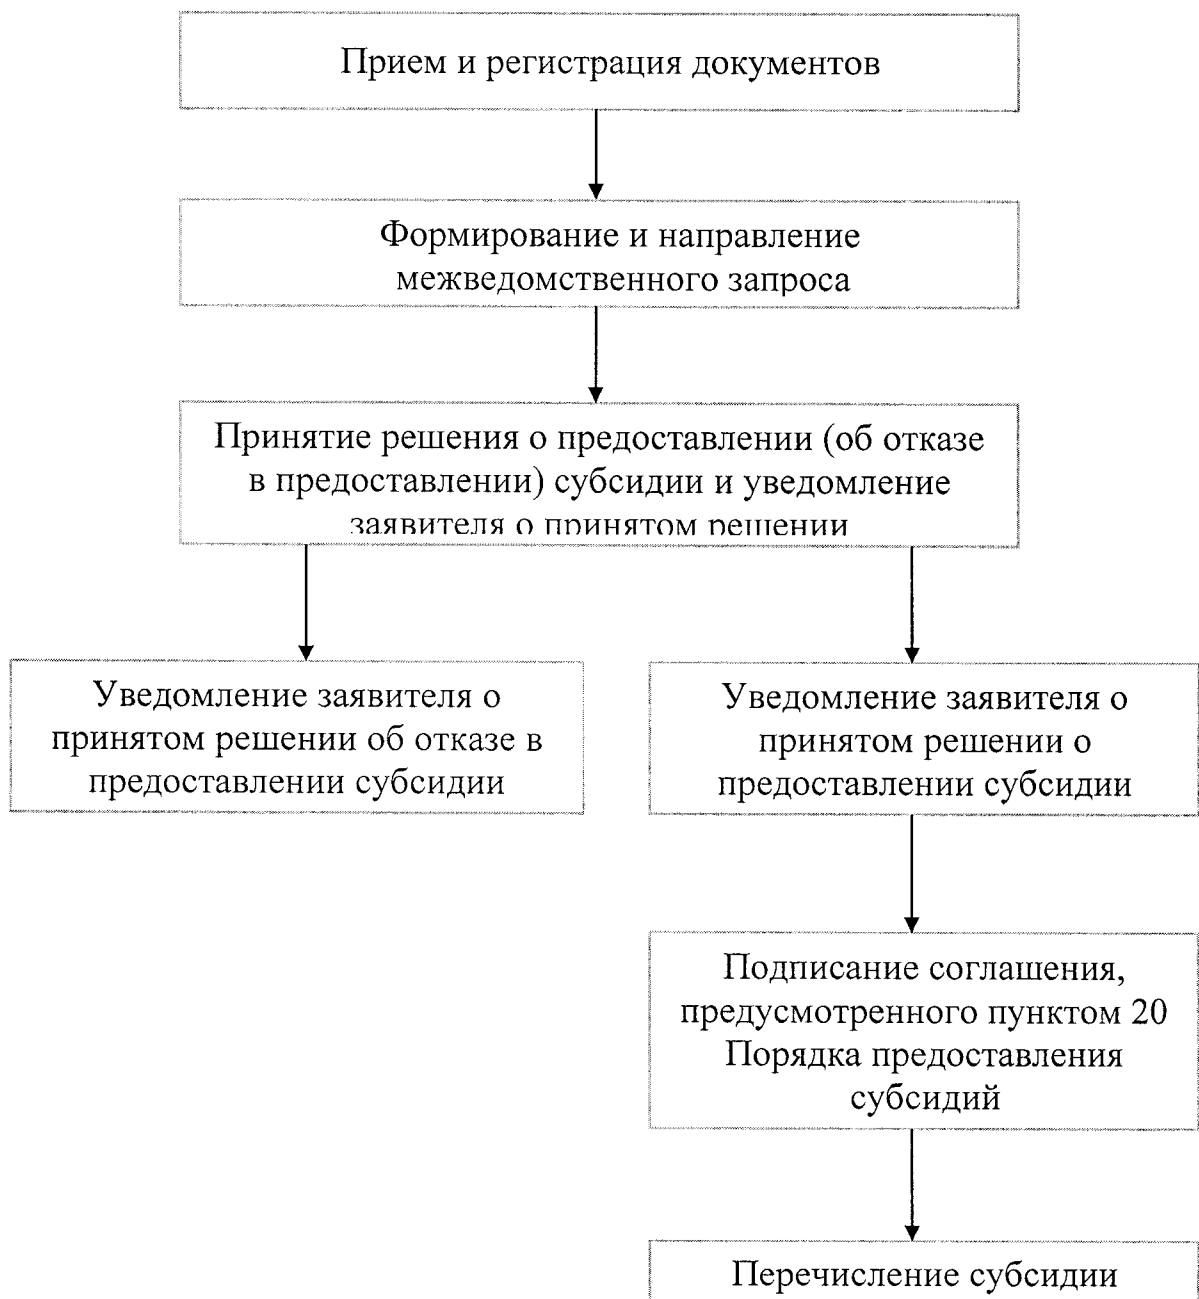 Прием и регистрация документов
Формирование и направление
межведомственного запроса
Принятие решения о предоставлении (об отказе
в предоставлении) субсидии и уведомление
заявителя о принятом решении
Уведомление заявителя о
принятом решении об отказе в
предоставлении субсидии
Уведомление заявителя о
принятом решении о
предоставлении субсидии
Подписание соглашения,
предусмотренного пунктом 20
Порядка предоставления
субсидий
Перечисление субсидии